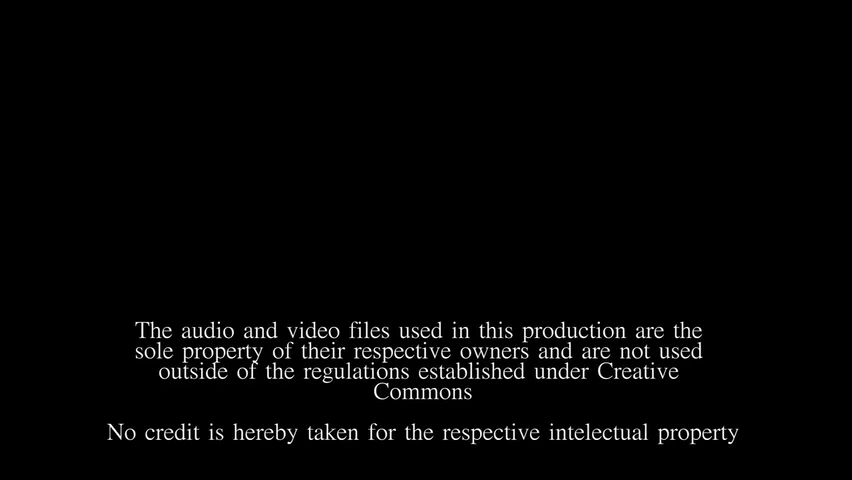 The audio and video files used in this production are the
sole property of their respective owners and are not used
outside of the regulations established under Creative
Commons
No credit is hereby taken for the respective intelectual property